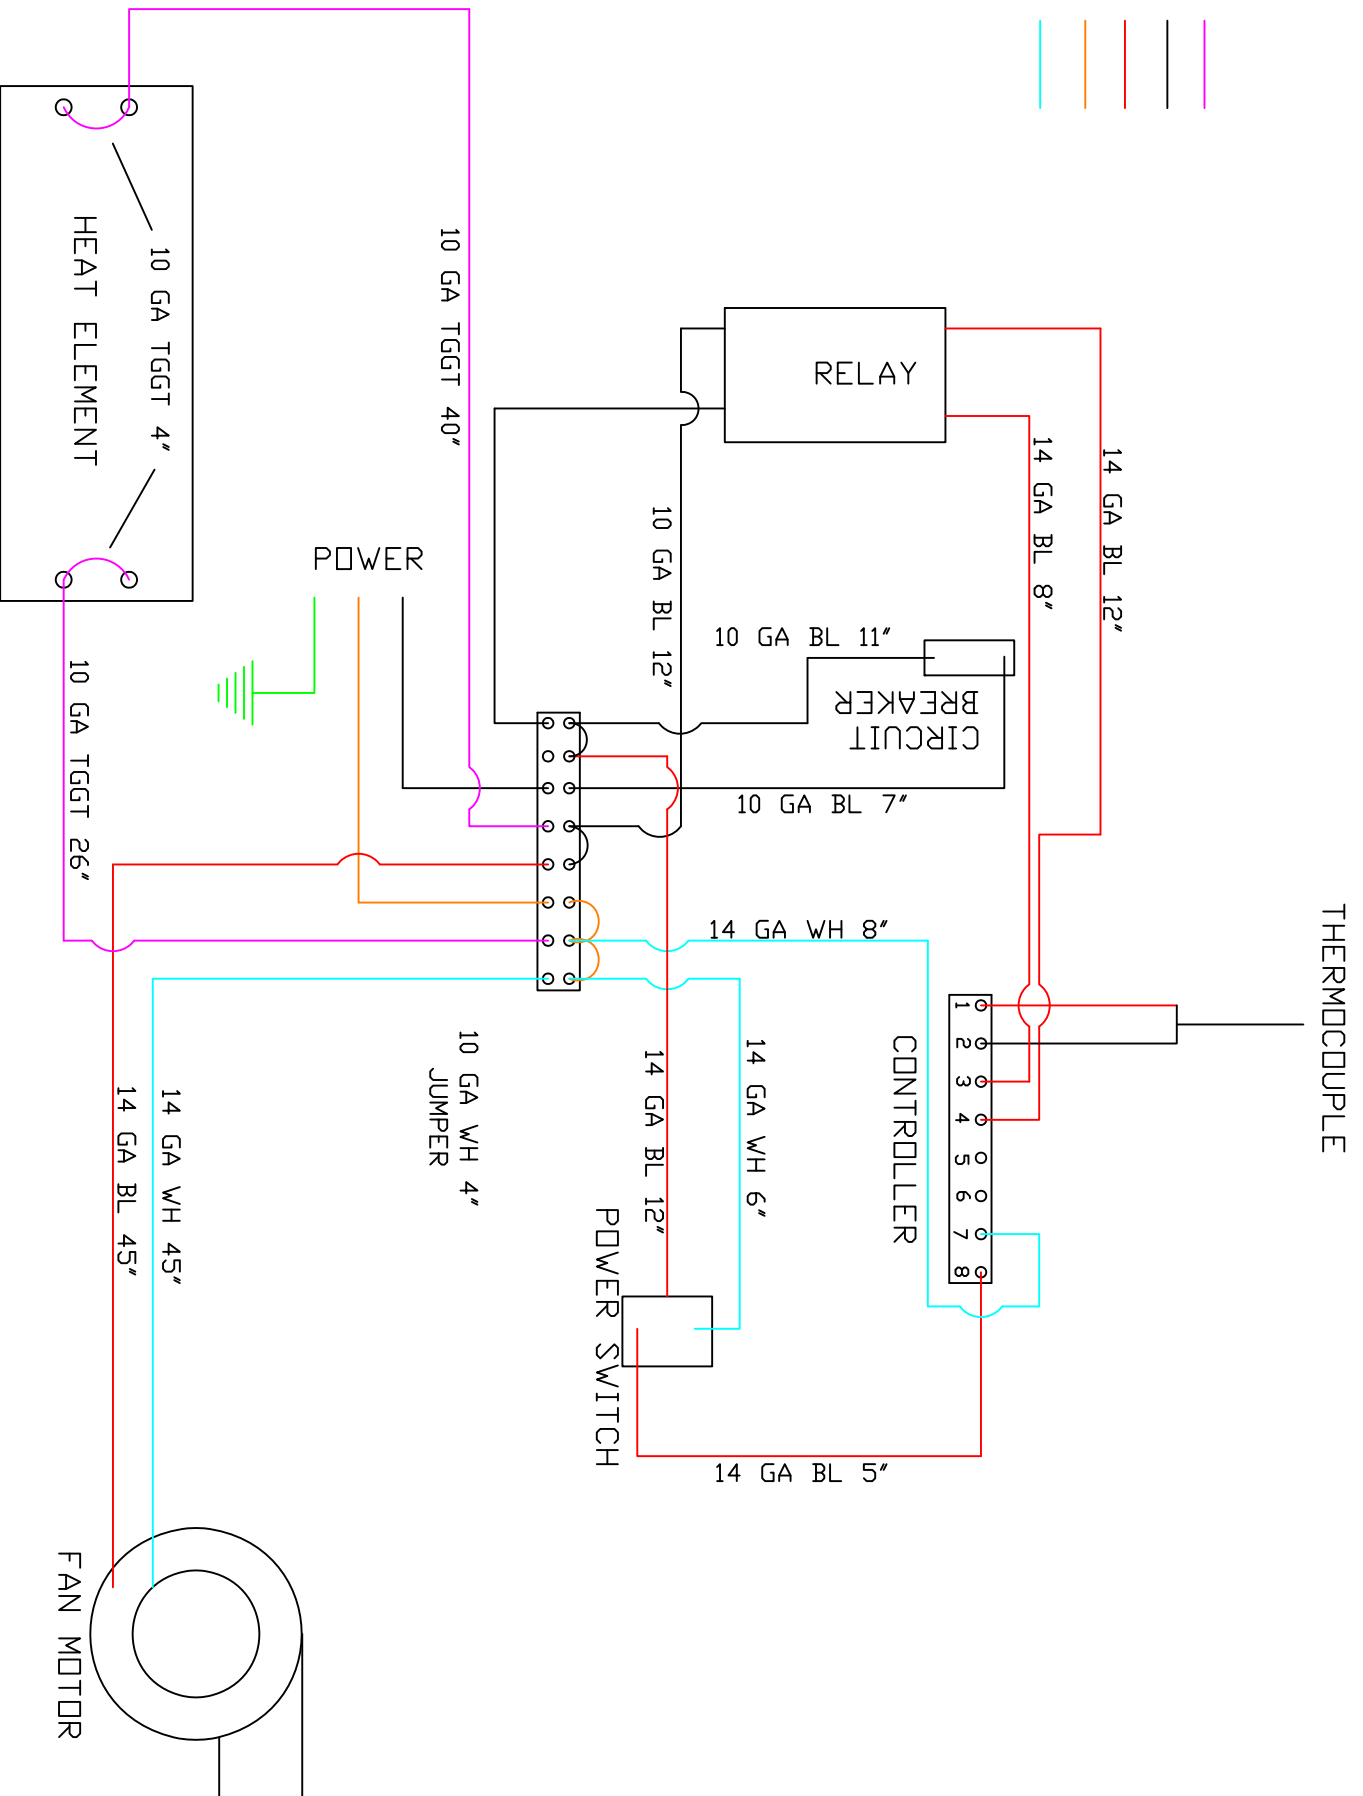 HEAT ELEMENT
10 GA TGGT 4"
10 GA TGGT 40"
POWER
RELAY
10 GA BL 12"
14 GA BL 8"
14 GA BL 12"
10 GA BL 11"
CIRCUIT
BREAKER
10 GA BL 7"
10 GA TGGT 26"
14 GA WH 8"
THERMOCOUPLE
1
2
3
4
5
6
7
8
CONTROLLER
14 GA WH 6"
14 GA BL 12"
10 GA WH 4"
JUMPER
14 GA WH 45"
14 GA BL 45"
POWER SWITCH
14 GA BL 5"
FAN MOTOR